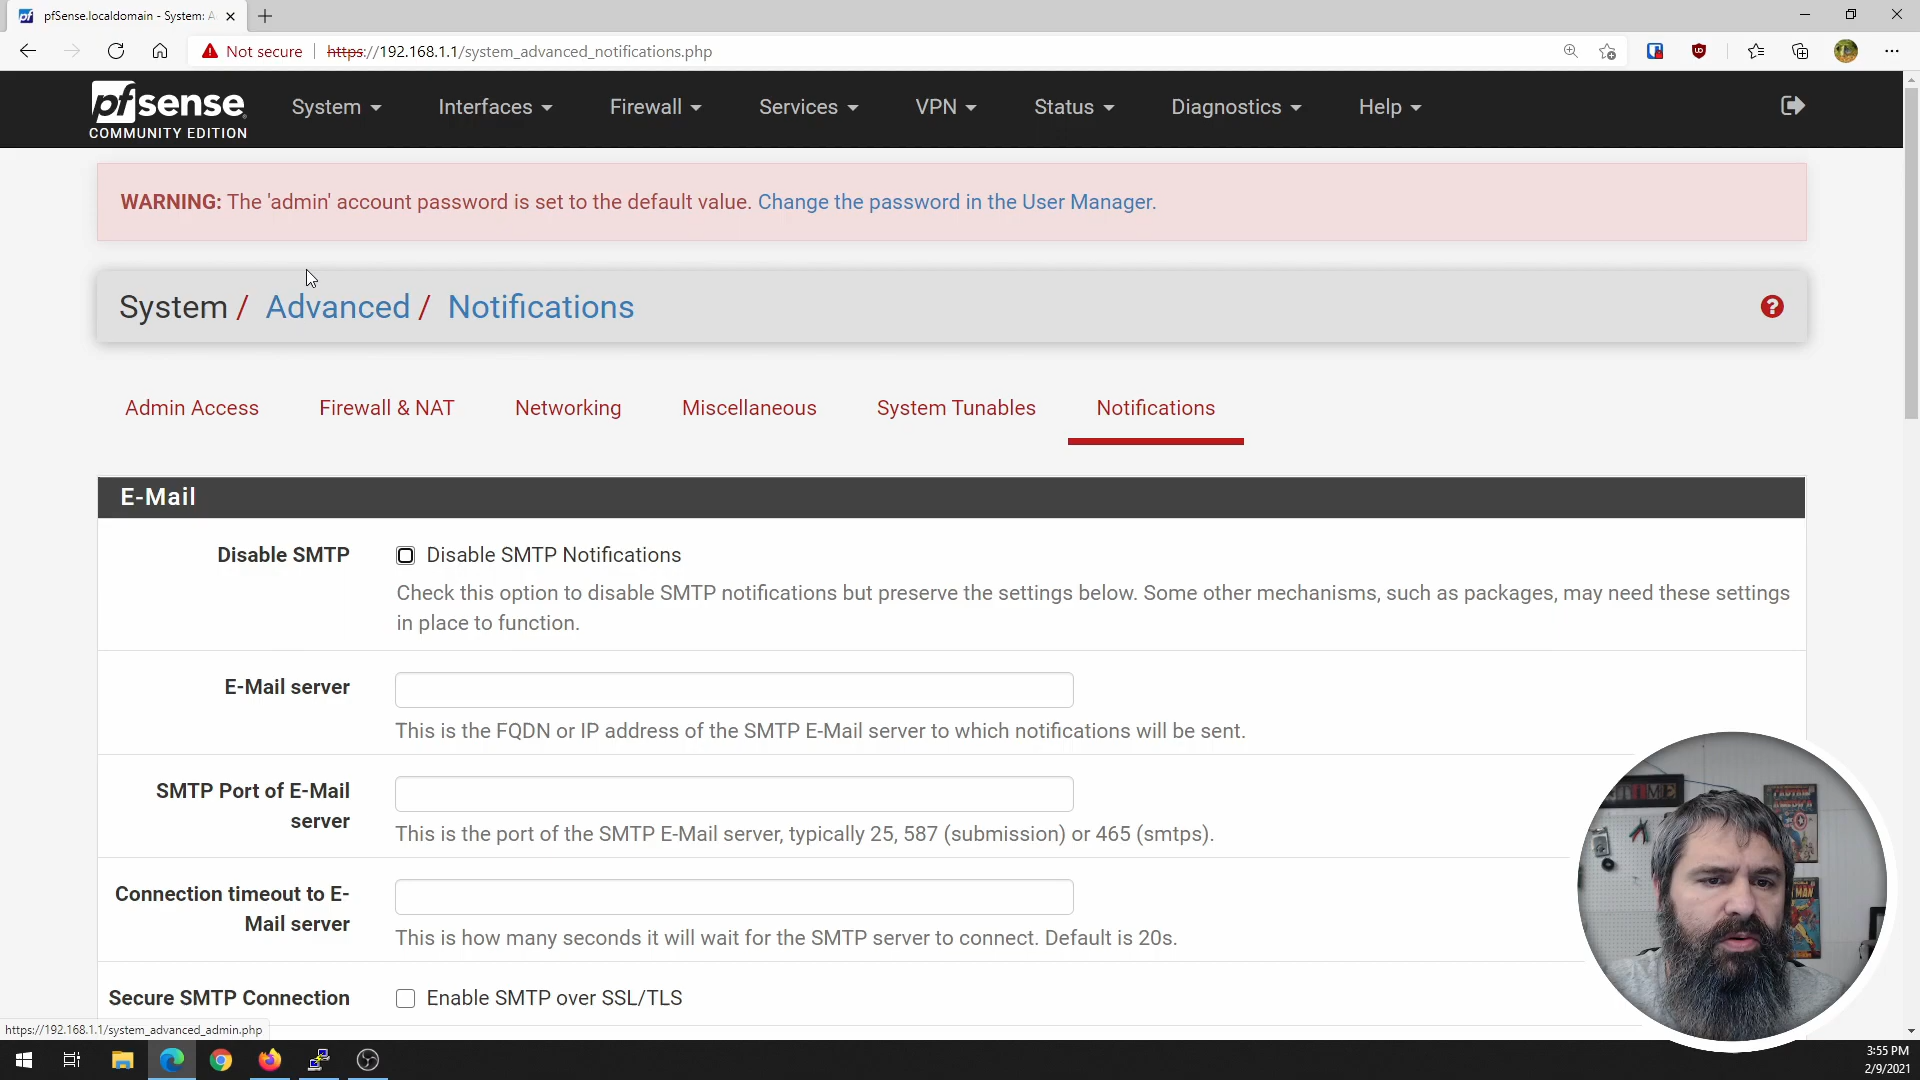 pfSense.localdomain - System: A
Not secure
https://192.168.1.1/system_advanced_notifications.php
pfsense
COMMUNITY EDITION
System
Interfaces
Firewall
Services
VPN
Status
Diagnostics
Help
WARNING: The 'admin' account password is set to the default value. Change the password in the User Manager.
System / Advanced / Notifications
Admin Access
Firewall & NAT
Networking
Miscellaneous
System Tunables
Notifications
E-Mail
Disable SMTP
Disable SMTP Notifications
Check this option to disable SMTP notifications but preserve the settings below. Some other mechanisms, such as packages, may need these settings
in place to function.
E-Mail server
This is the FQDN or IP address of the SMTP E-Mail server to which notifications will be sent.
SMTP Port of E-Mail
server
This is the port of the SMTP E-Mail server, typically 25, 587 (submission) or 465 (smtps).
Connection timeout to E-
Mail server
This is how many seconds it will wait for the SMTP server to connect. Default is 20s.
Secure SMTP Connection
Enable SMTP over SSL/TLS
https://192.168.1.1/system_advanced_admin.php
3:55 PM
2/9/2021